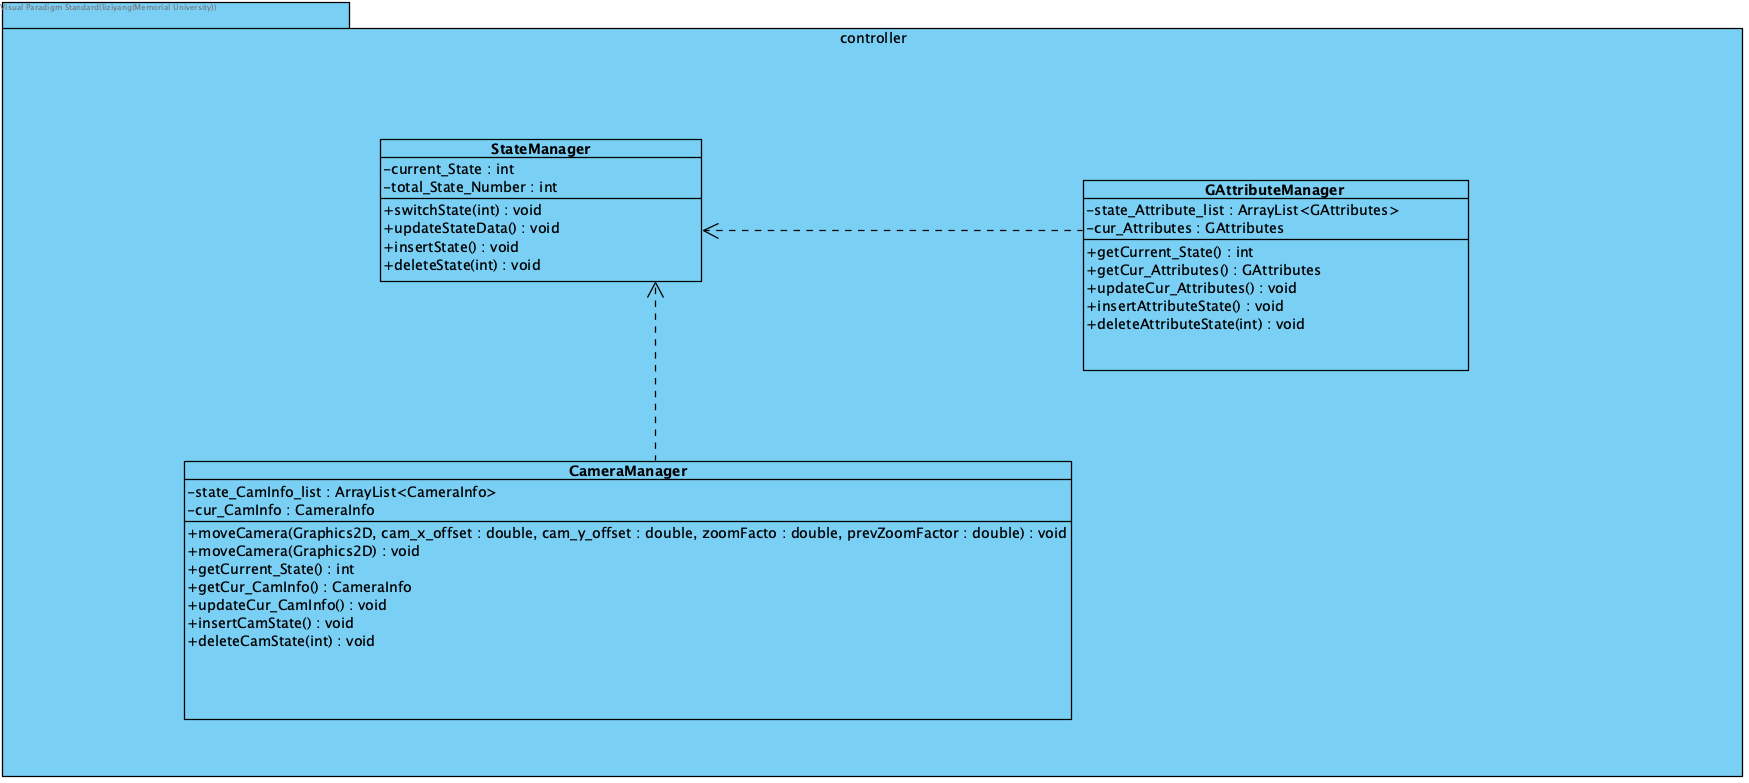 Visual Paradigm Standard(liziyang(Memorial University))
controller
StateManager
-current_State : int
-total_State_Number : int
+switchState(int) : void
+updateStateData() : void
+insertState() : void
+deleteState(int) : void
GAttributeManager
-state_Attribute_list : ArrayList<GAttributes>
-cur_Attributes : GAttributes
+getCurrent_State() : int
+getCur_Attributes() : GAttributes
+updateCur_Attributes() : void
+insertAttributeState() : void
+deleteAttributeState(int) : void
CameraManager
-state_CamInfo_list : ArrayList<CameraInfo>
-cur_CamInfo : CameraInfo
+moveCamera(Graphics2D, cam_x_offset : double, cam_y_offset : double, zoomFacto : double, prevZoomFactor : double) : void
+moveCamera(Graphics2D) : void
+getCurrent_State() : int
+getCur_CamInfo() : CameraInfo
+updateCur_CamInfo() : void
+insertCamState() : void
+deleteCamState(int) : void